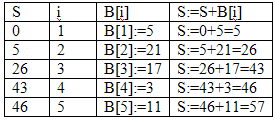 S i B[i] S:=S+B[i]
0 1 B[1]:=5 S:=0+5=5
5 2 B[2]:=21 S:=5+21=26
26 3 B[3]:=17 S:=26+17=43
43 4 B[4]:=3 S:=43+3=46
46 5 B[5]:=11 S:=46+11=57